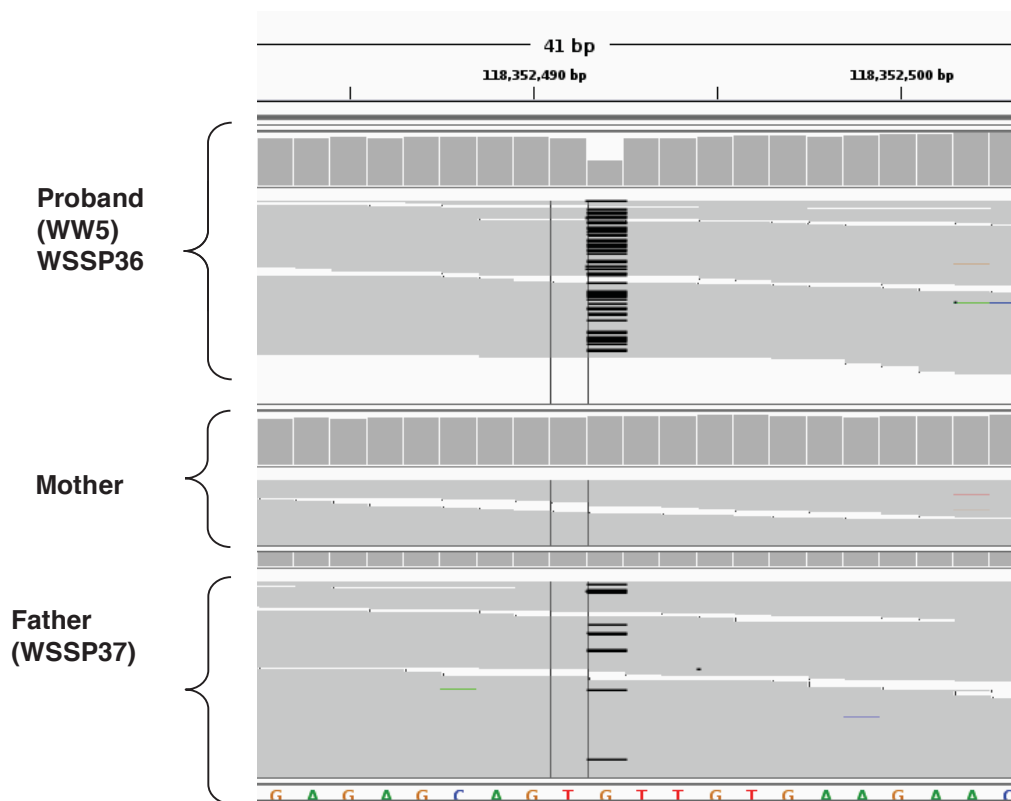 41 bp
118,352,490 bp 118,352,500 bp
Proband
(WW5)
WSSP36
Mother
Father
(WSSP37)
G A G A G C A G T G T T G T G A A G A A C